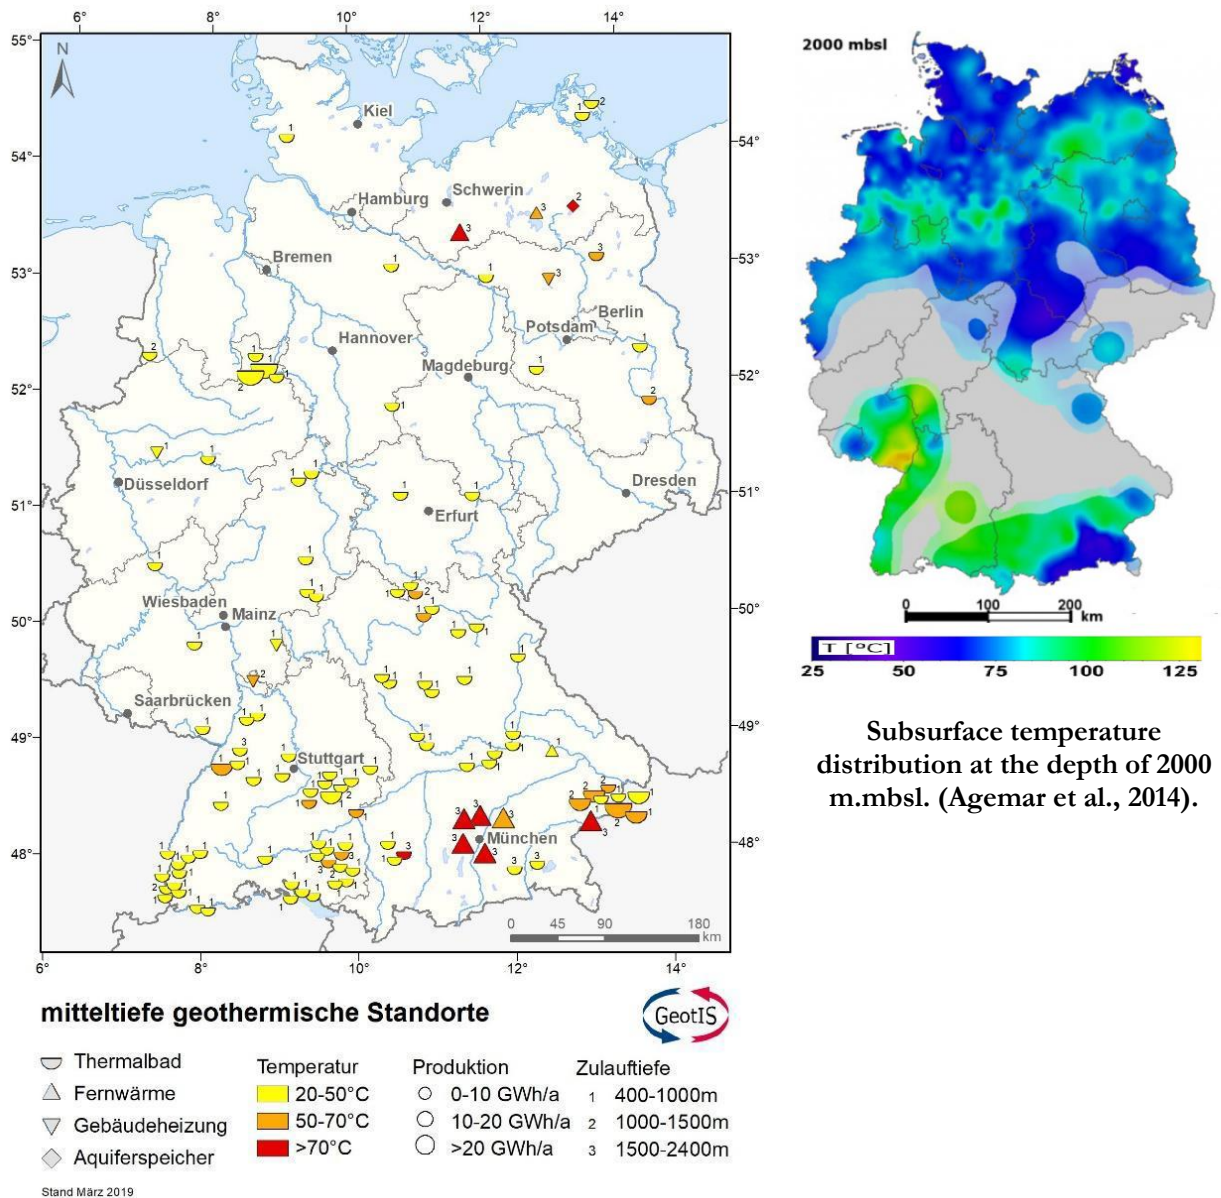 6°
8°
10°
12°
14°
55°
N
Kiel
54°
54°
Schwerin
Hamburg
Bremen
53°
53°
Berlin
Potsdam
Hannover
Magdeburg
52°
52°
Düsseldorf
Dresden
51°
51°
Erfurt
Wiesbaden
Mainz
50°
50°
Saarbrücken
49°
49°
Stuttgart
München
48°
48°
0 45 90 180
km
6°
8°
10°
12°
14°
mitteltiefe geothermische Standorte
GeotIS
Thermalbad
Fernwärme
Gebäudeheizung
Aquiferspeicher
Temperatur
20-50°C
50-70°C
>70°C
Produktion
0-10 GWh/a
10-20 GWh/a
>20 GWh/a
Zulauftiefe
1 400-1000m
2 1000-1500m
3 1500-2400m
Stand März 2019
2000 mbsl
0 100 200
km
T [°C]
25 50 75 100 125
Subsurface temperature
distribution at the depth of 2000
m.mbsl. (Agemar et al., 2014).